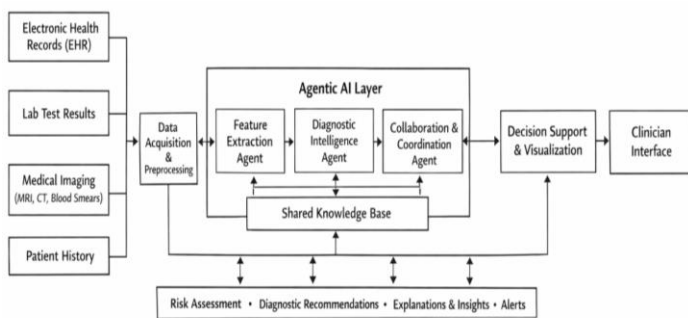 Electronic Health
Records (EHR)
Lab Test Results
Medical Imaging
(MRI, CT, Blood Smears)
Patient History
Data
Acquisition
&
Preprocessing
Agentic AI Layer
Feature
Extraction
Agent
Diagnostic
Intelligence
Agent
Collaboration &
Coordination
Agent
Shared Knowledge Base
Decision Support
& Visualization
Clinician
Interface
Risk Assessment • Diagnostic Recommendations • Explanations & Insights • Alerts